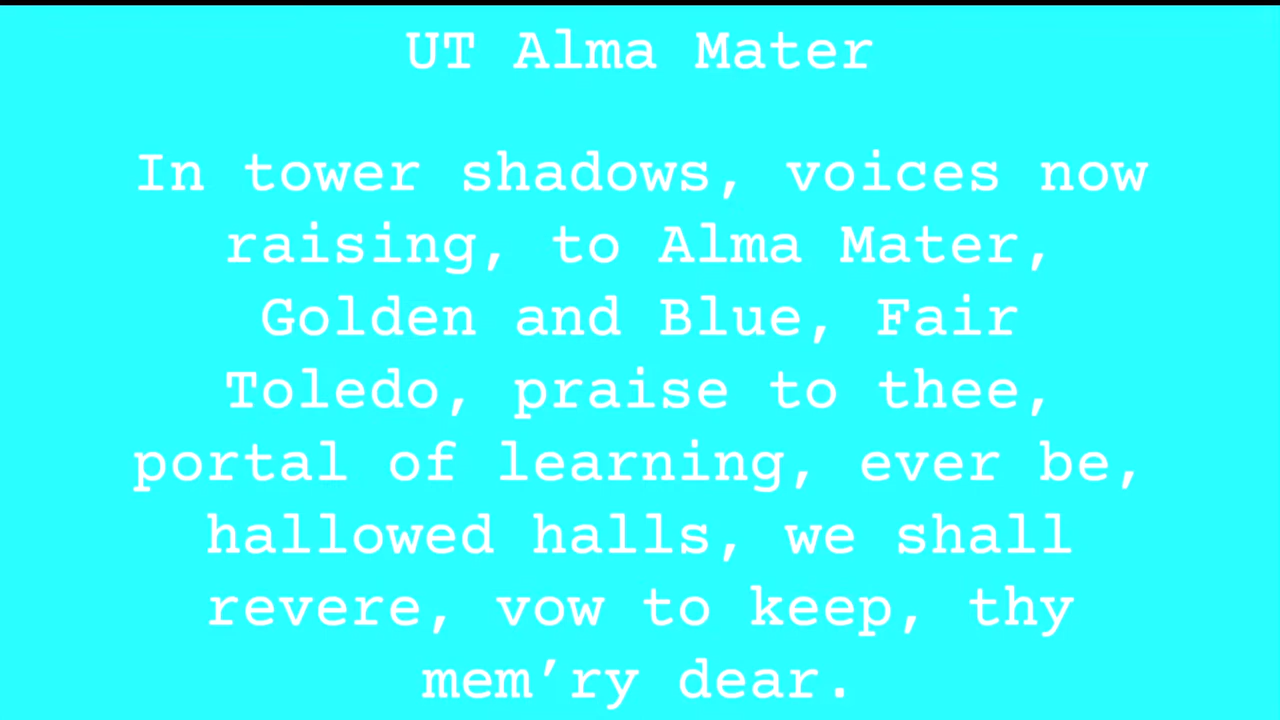 UT Alma Mater
In tower shadows, voices now
raising, to Alma Mater,
Golden and Blue, Fair
Toledo, praise to thee,
portal of learning, ever be,
hallowed halls, we shall
revere, vow to keep, thy
mem’ry dear.